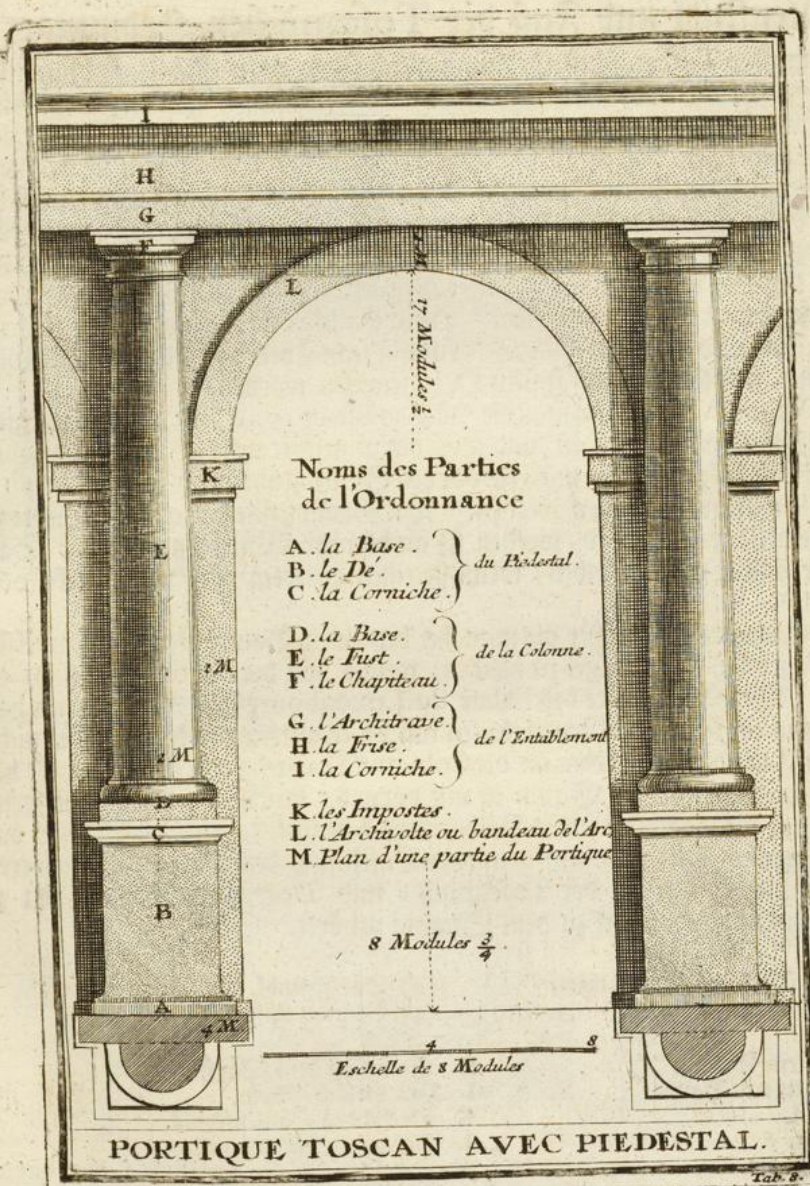 I
H
G
F
1 M
L
17 Modules ½
K
Noms des Parties
de l'Ordonnance
A. la Base.
B. le Dé.
C. la Corniche.
du Piedestal.
D. la Base.
E. le Fust.
F. le Chapiteau.
de la Colonne.
G. l'Architrave.
H. la Frise.
I. la Corniche.
de l'Entablement
K. les Impostes.
L. l'Archivolte ou bandeau de l'Arc
M. Plan d'une partie du Portique
E
1 M
2 M
D
C
B
8 Modules ¾.
A
4 M
4 8
Eschelle de 8 Modules
PORTIQUE TOSCAN AVEC PIEDESTAL.
Tab. 8.